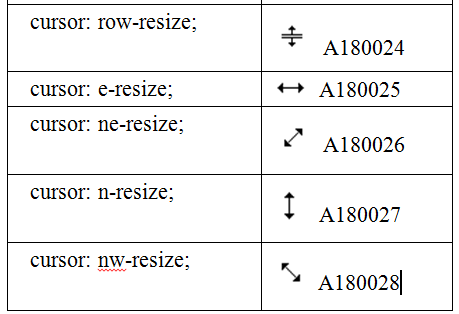 cursor: row-resize;
A180024
cursor: e-resize;
A180025
cursor: ne-resize;
A180026
cursor: n-resize;
A180027
cursor: nw-resize;
A180028